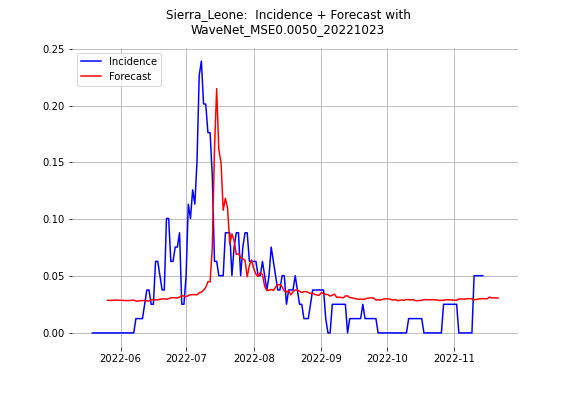 Sierra_Leone:  Incidence + Forecast with
WaveNet_MSE0.0050_20221023
Incidence
Forecast
0.25
0.20
0.15
0.10
0.05
0.00
2022-06 2022-07 2022-08 2022-09 2022-10 2022-11